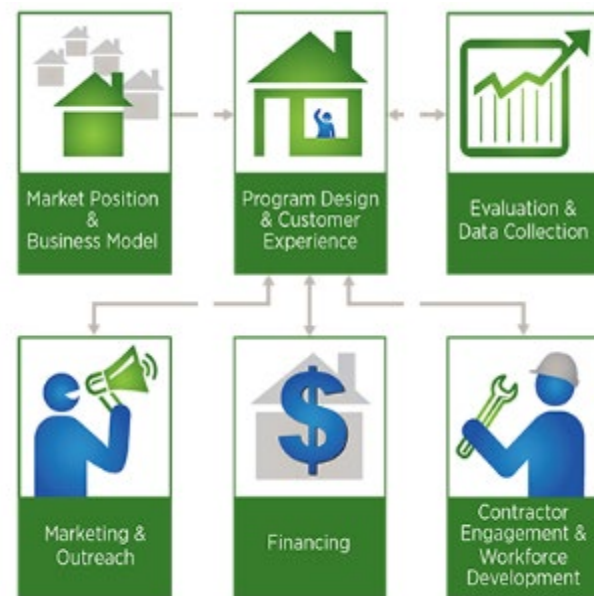 Market Position
&
Business Model
Program Design
& Customer
Experience
Evaluation &
Data Collection
Marketing &
Outreach
$
Financing
Contractor
Engagement &
Workforce
Development